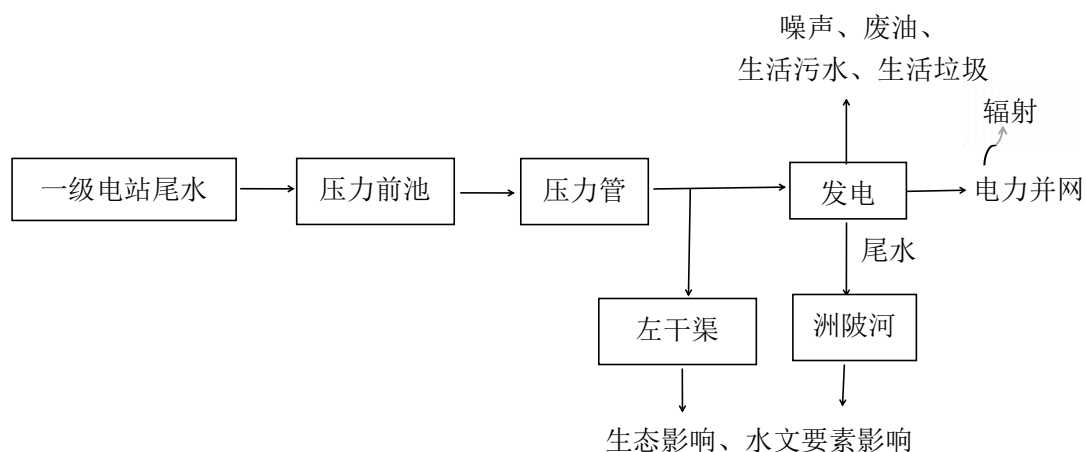 噪声、废油、
生活污水、生活垃圾
辐射
一级电站尾水
压力前池
压力管
发电
电力并网
尾水
左干渠
洲陂河
生态影响、水文要素影响